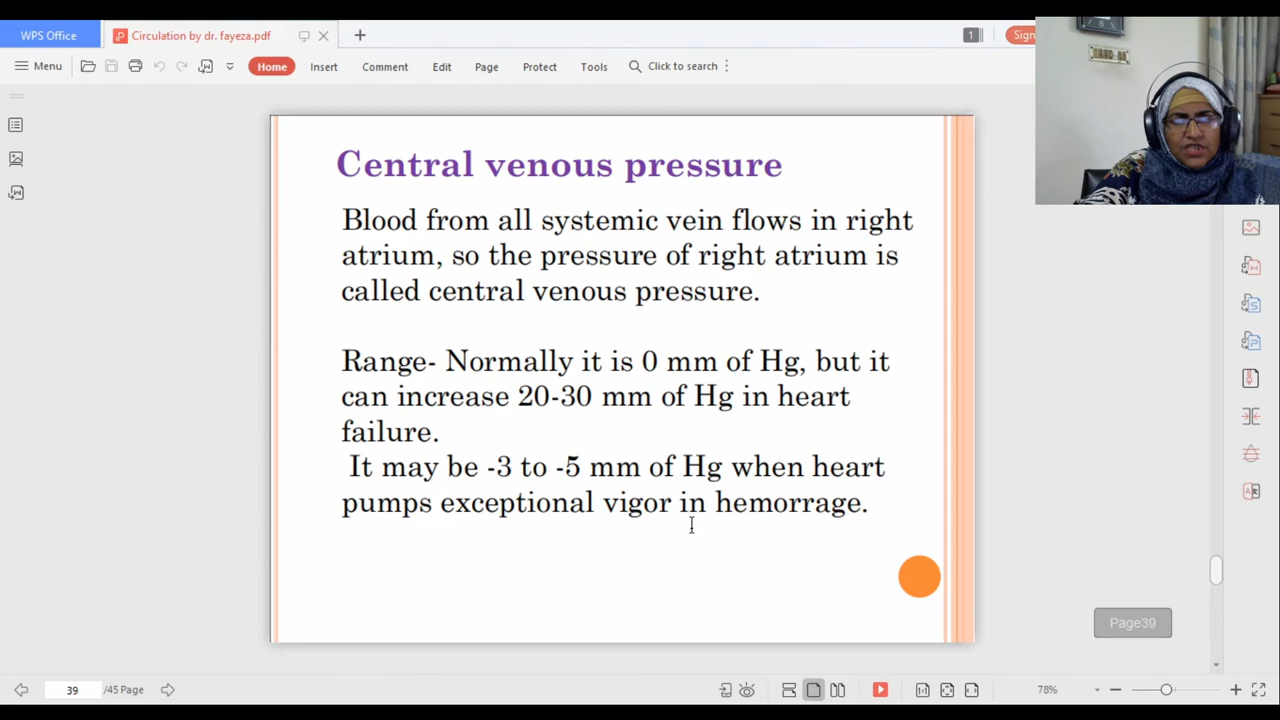 WPS Office
Circulation by dr. fayeza.pdf
1
Sign
Menu
Home
Insert
Comment
Edit
Page
Protect
Tools
Click to search
Central venous pressure
Blood from all systemic vein flows in right
atrium, so the pressure of right atrium is
called central venous pressure.
Range- Normally it is 0 mm of Hg, but it
can increase 20-30 mm of Hg in heart
failure.
It may be -3 to -5 mm of Hg when heart
pumps exceptional vigor in hemorrage.
Page39
39 /45 Page
78%